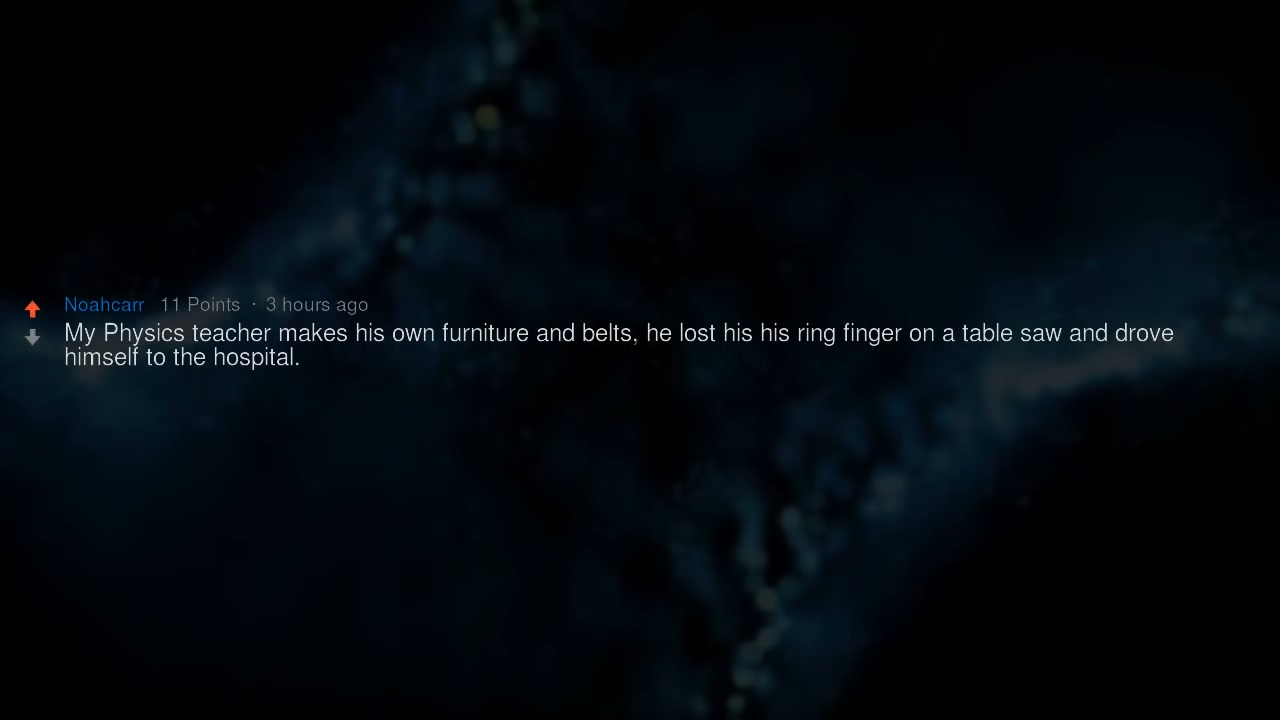 Noahcarr 11 Points · 3 hours ago
My Physics teacher makes his own furniture and belts, he lost his his ring finger on a table saw and drove
himself to the hospital.